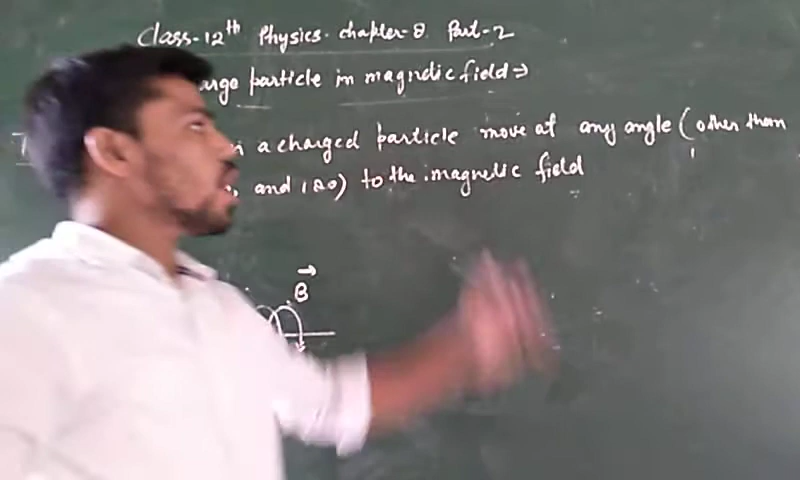 Class-12th Physics. chapter-8 Part-2
particle in magnetic field ⇒
a charged particle move at any angle (other than
and 180) to the magnetic field
B